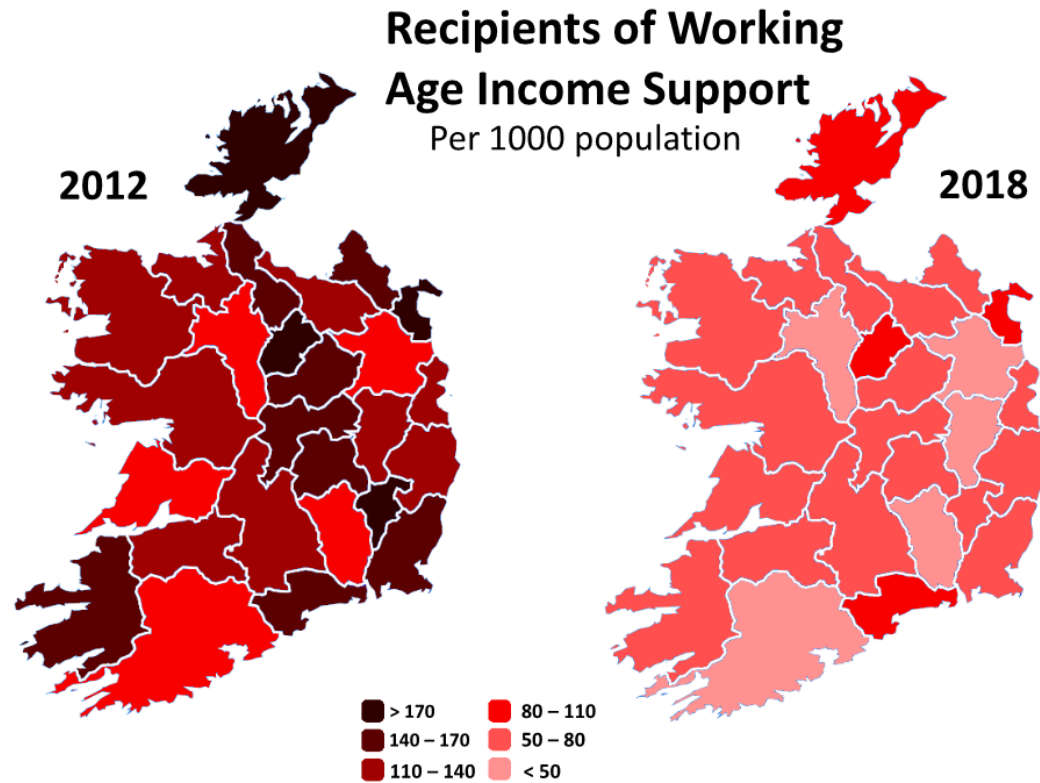 Recipients of Working
Age Income Support
Per 1000 population
2012
2018
> 170
140 – 170
110 – 140
80 – 110
50 – 80
< 50